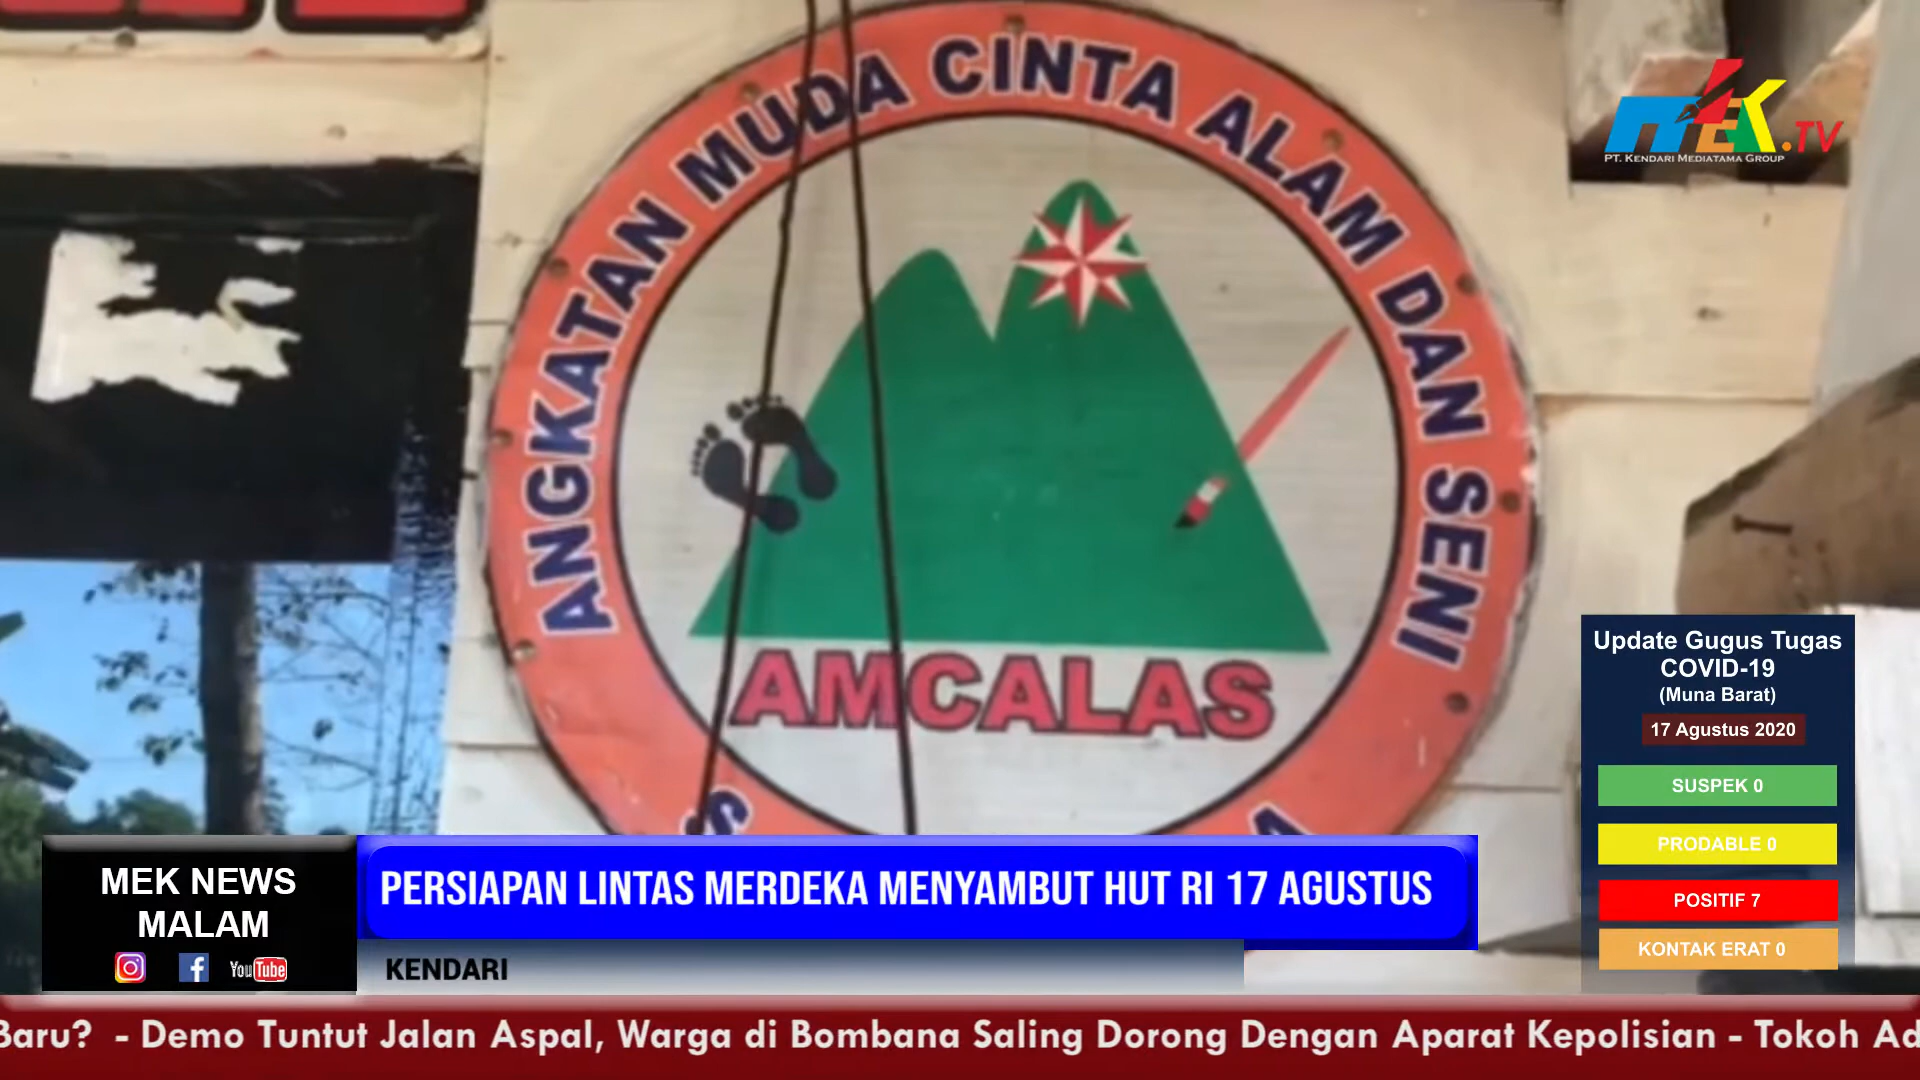 ANGKATAN MUDA CINTA ALAM DAN SENI
AMCALAS
MEK.TV
PT. KENDARI MEDIATAMA GROUP
Update Gugus Tugas
COVID-19
(Muna Barat)
17 Agustus 2020
SUSPEK 0
PRODABLE 0
POSITIF 7
KONTAK ERAT 0
MEK NEWS
MALAM
YouTube
PERSIAPAN LINTAS MERDEKA MENYAMBUT HUT RI 17 AGUSTUS
KENDARI
Baru? - Demo Tuntut Jalan Aspal, Warga di Bombana Saling Dorong Dengan Aparat Kepolisian - Tokoh Ad